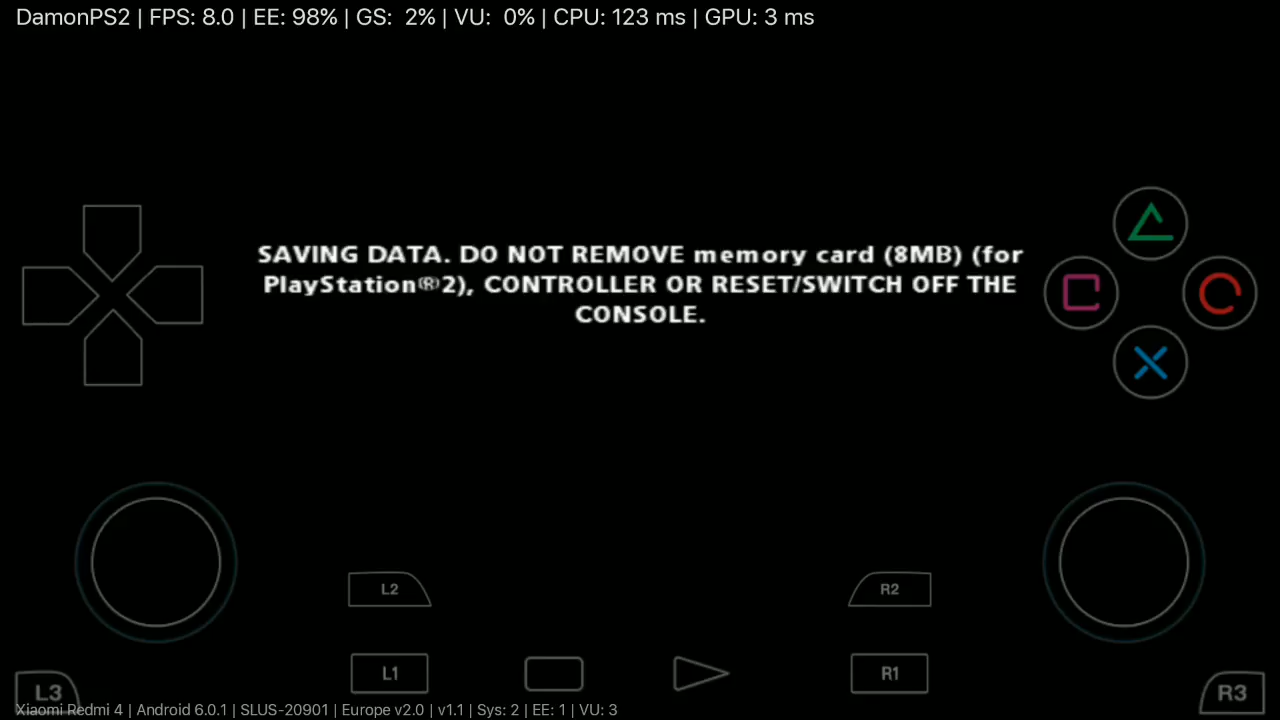 DamonPS2 | FPS: 8.0 | EE: 98% | GS:  2% | VU:  0% | CPU: 123 ms | GPU: 3 ms
SAVING DATA. DO NOT REMOVE memory card (8MB) (for
PlayStation®2), CONTROLLER OR RESET/SWITCH OFF THE
CONSOLE.
L2
R2
L1
R1
L3
R3
Xiaomi Redmi 4 | Android 6.0.1 | SLUS-20901 | Europe v2.0 | v1.1 | Sys: 2 | EE: 1 | VU: 3